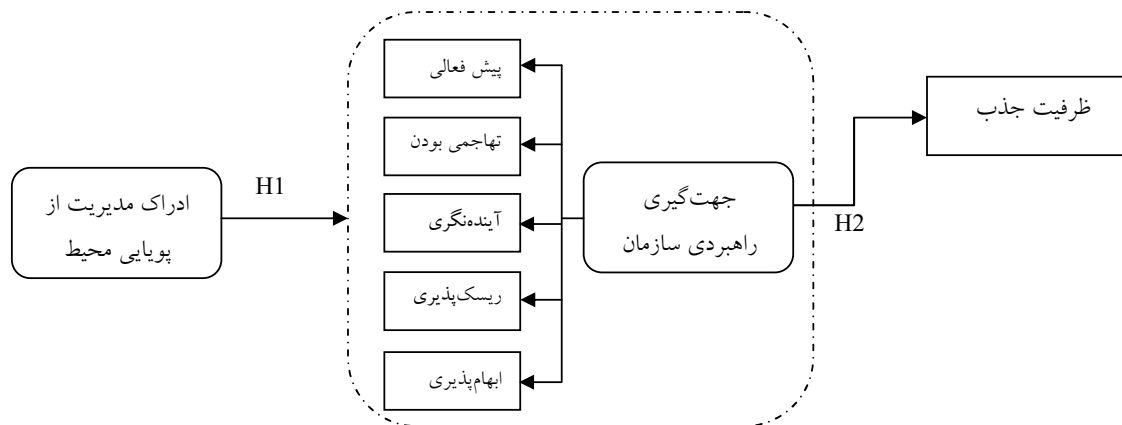 پیش فعالی
تهاجمی بودن
آینده‌نگری
ریسک‌پذیری
ابهام‌پذیری
جهت‌گیری
راهبردی سازمان
ظرفیت جذب
ادراک مدیریت از
پویایی محیط
H1
H2